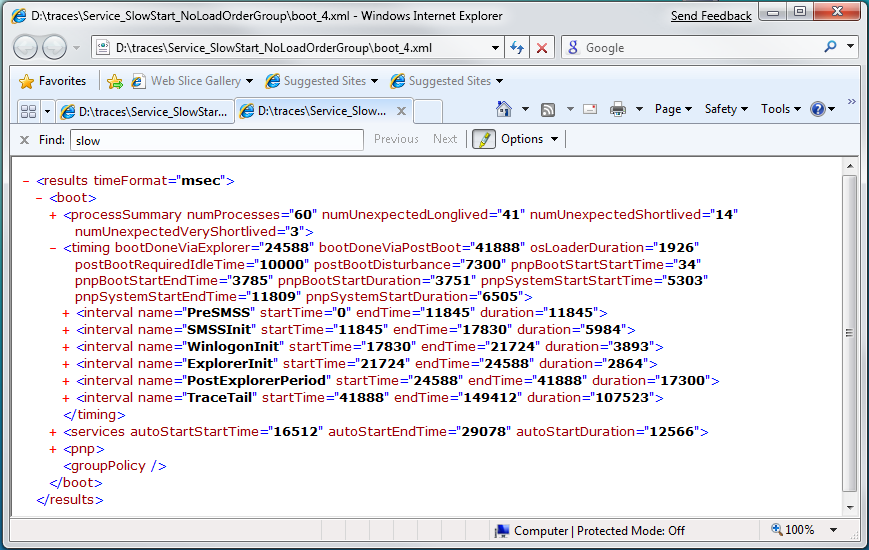 D:\traces\Service_SlowStart_NoLoadOrderGroup\boot_4.xml - Windows Internet Explorer
Send Feedback
D:\traces\Service_SlowStart_NoLoadOrderGroup\boot_4.xml
Google
Favorites Web Slice Gallery Suggested Sites Suggested Sites
D:\traces\Service_SlowStar... D:\traces\Service_Slow... Page Safety Tools
Find: slow Previous Next Options
- <results timeFormat="msec">
- <boot>
+ <processSummary numProcesses="60" numUnexpectedLonglived="41" numUnexpectedShortlived="14"
numUnexpectedVeryShortlived="3">
- <timing bootDoneViaExplorer="24588" bootDoneViaPostBoot="41888" osLoaderDuration="1926"
postBootRequiredIdleTime="10000" postBootDisturbance="7300" pnpBootStartStartTime="34"
pnpBootStartEndTime="3785" pnpBootStartDuration="3751" pnpSystemStartStartTime="5303"
pnpSystemStartEndTime="11809" pnpSystemStartDuration="6505">
+ <interval name="PreSMSS" startTime="0" endTime="11845" duration="11845">
+ <interval name="SMSSInit" startTime="11845" endTime="17830" duration="5984">
+ <interval name="WinlogonInit" startTime="17830" endTime="21724" duration="3893">
+ <interval name="ExplorerInit" startTime="21724" endTime="24588" duration="2864">
+ <interval name="PostExplorerPeriod" startTime="24588" endTime="41888" duration="17300">
+ <interval name="TraceTail" startTime="41888" endTime="149412" duration="107523">
</timing>
+ <services autoStartStartTime="16512" autoStartEndTime="29078" autoStartDuration="12566">
+ <pnp>
<groupPolicy />
</boot>
</results>
Computer | Protected Mode: Off 100%